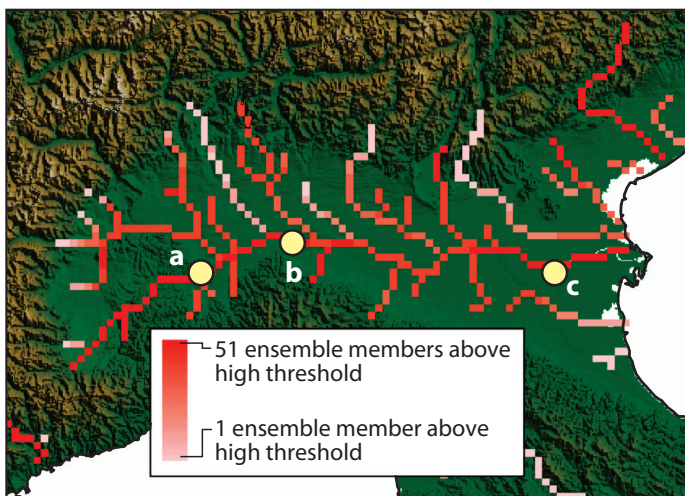 a
b
c
51 ensemble members above
high threshold
1 ensemble member above
high threshold